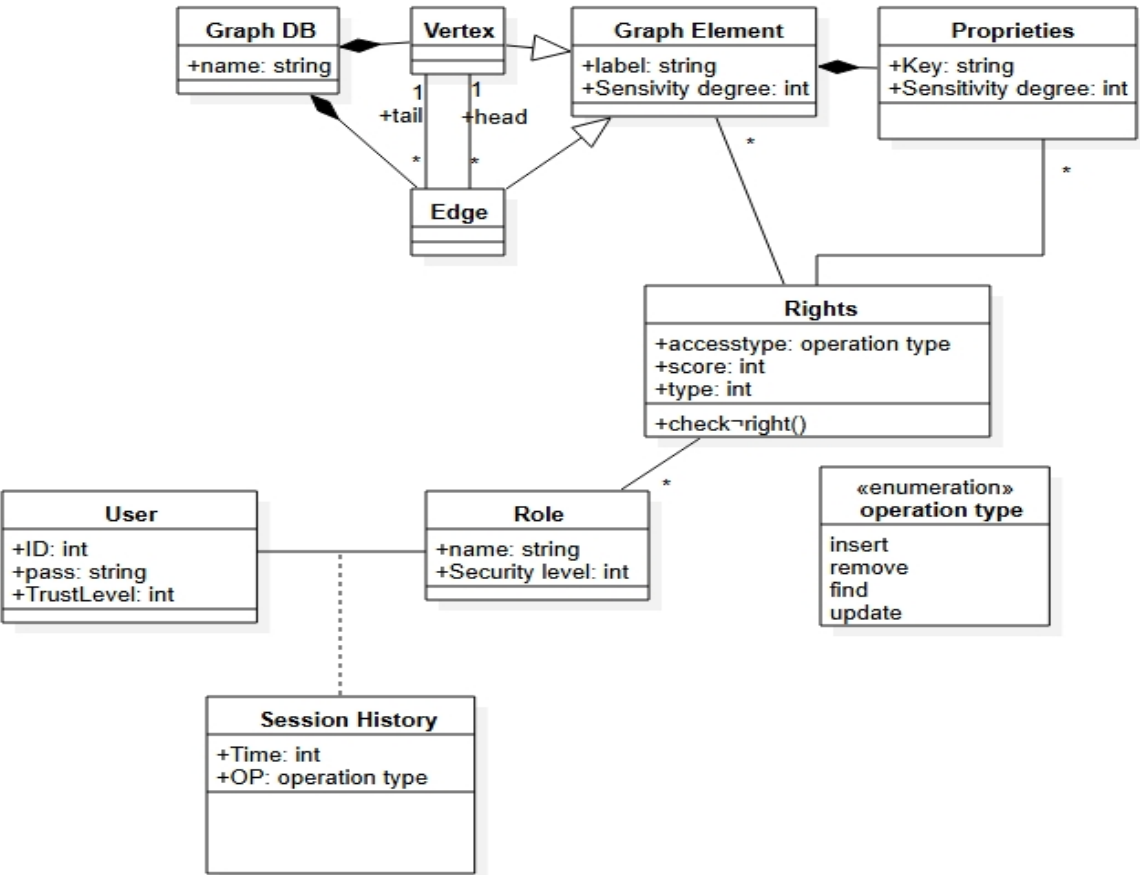 Graph DB
+name: string
Vertex
Graph Element
+label: string
+Sensivity degree: int
Proprieties
+Key: string
+Sensitivity degree: int
1
+tail
*
1
+head
*
Edge
*
*
Rights
+accesstype: operation type
+score: int
+type: int
+check¬right()
*
User
+ID: int
+pass: string
+TrustLevel: int
Role
+name: string
+Security level: int
«enumeration»
operation type
insert
remove
find
update
Session History
+Time: int
+OP: operation type